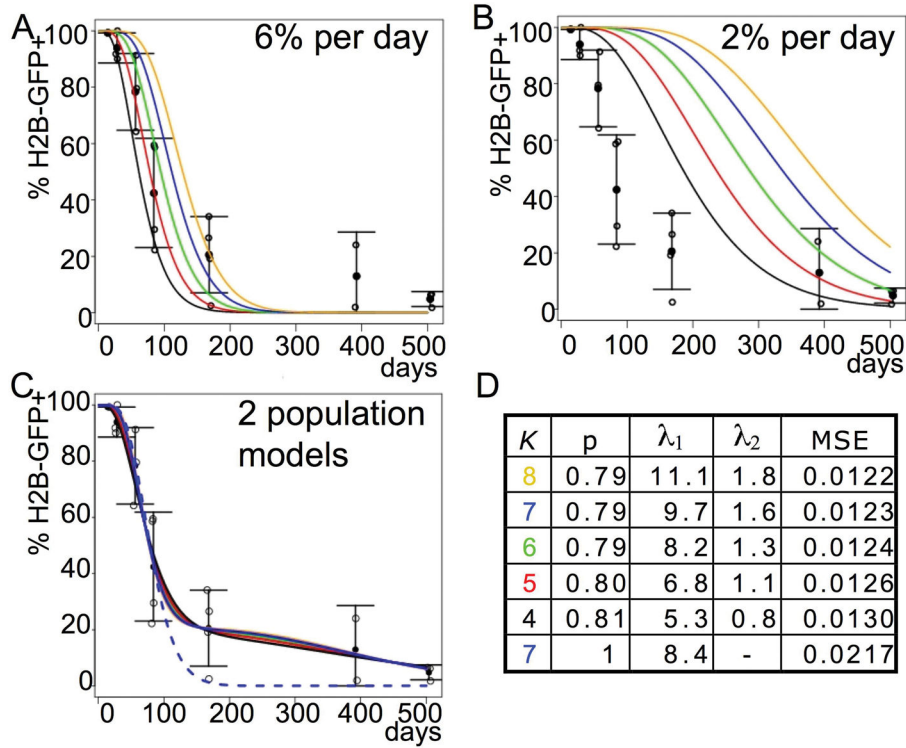 A
6% per day
% H2B-GFP+
100
80
60
40
20
0
0 100 200 300 400 500
days
B
2% per day
% H2B-GFP+
100
80
60
40
20
0
0 100 200 300 400 500
days
C
2 population
models
% H2B-GFP+
100
80
60
40
20
0
0 100 200 300 400 500
days
D
K p λ1 λ2 MSE
8 0.79 11.1 1.8 0.0122
7 0.79 9.7 1.6 0.0123
6 0.79 8.2 1.3 0.0124
5 0.80 6.8 1.1 0.0126
4 0.81 5.3 0.8 0.0130
7 1 8.4 - 0.0217